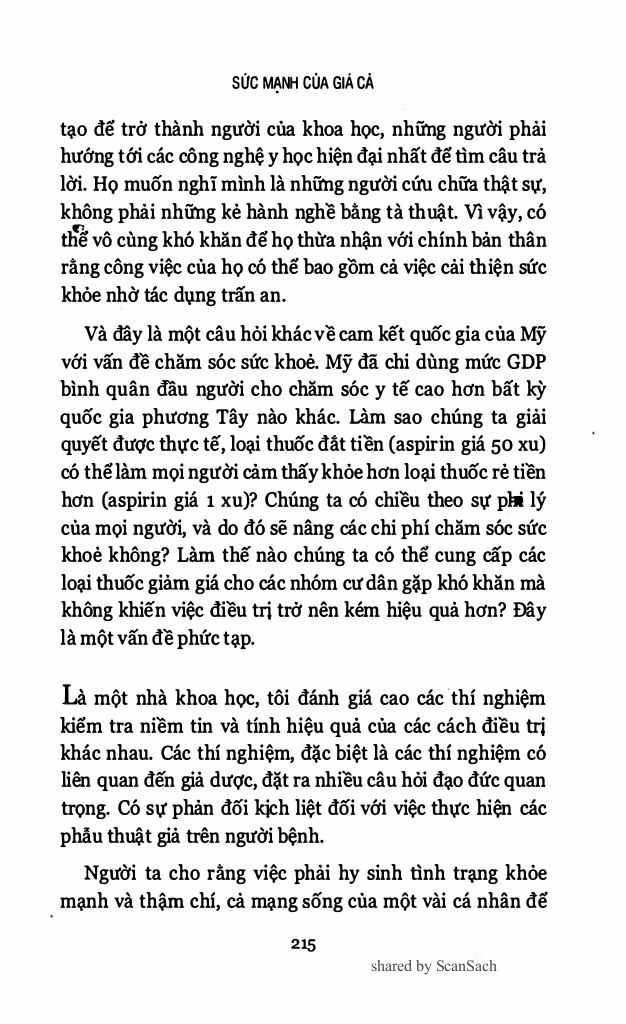 SỨC MẠNH CỦA GIÁ CẢ
tạo để trở thành người của khoa học, những người phải
hướng tới các công nghệ y học hiện đại nhất để tìm câu trả
lời. Họ muốn nghĩ mình là những người cứu chữa thật sự,
không phải những kẻ hành nghề bằng tà thuật. Vì vậy, có
thể vô cùng khó khăn để họ thừa nhận với chính bản thân
rằng công việc của họ có thể bao gồm cả việc cải thiện sức
khỏe nhờ tác dụng trấn an.
Và đây là một câu hỏi khác về cam kết quốc gia của Mỹ
với vấn đề chăm sóc sức khoẻ. Mỹ đã chi dùng mức GDP
bình quân đầu người cho chăm sóc y tế cao hơn bất kỳ
quốc gia phương Tây nào khác. Làm sao chúng ta giải
quyết được thực tế, loại thuốc đắt tiền (aspirin giá 50 xu)
có thể làm mọi người cảm thấy khỏe hơn loại thuốc rẻ tiền
hơn (aspirin giá 1 xu)? Chúng ta có chiều theo sự phi lý
của mọi người, và do đó sẽ nâng các chi phí chăm sóc sức
khoẻ không? Làm thế nào chúng ta có thể cung cấp các
loại thuốc giảm giá cho các nhóm cư dân gặp khó khăn mà
không khiến việc điều trị trở nên kém hiệu quả hơn? Đây
là một vấn đề phức tạp.
Là một nhà khoa học, tôi đánh giá cao các thí nghiệm
kiểm tra niềm tin và tính hiệu quả của các cách điều trị
khác nhau. Các thí nghiệm, đặc biệt là các thí nghiệm có
liên quan đến giả dược, đặt ra nhiều câu hỏi đạo đức quan
trọng. Có sự phản đối kịch liệt đối với việc thực hiện các
phẫu thuật giả trên người bệnh.
Người ta cho rằng việc phải hy sinh tình trạng khỏe
mạnh và thậm chí, cả mạng sống của một vài cá nhân để
215
shared by ScanSach